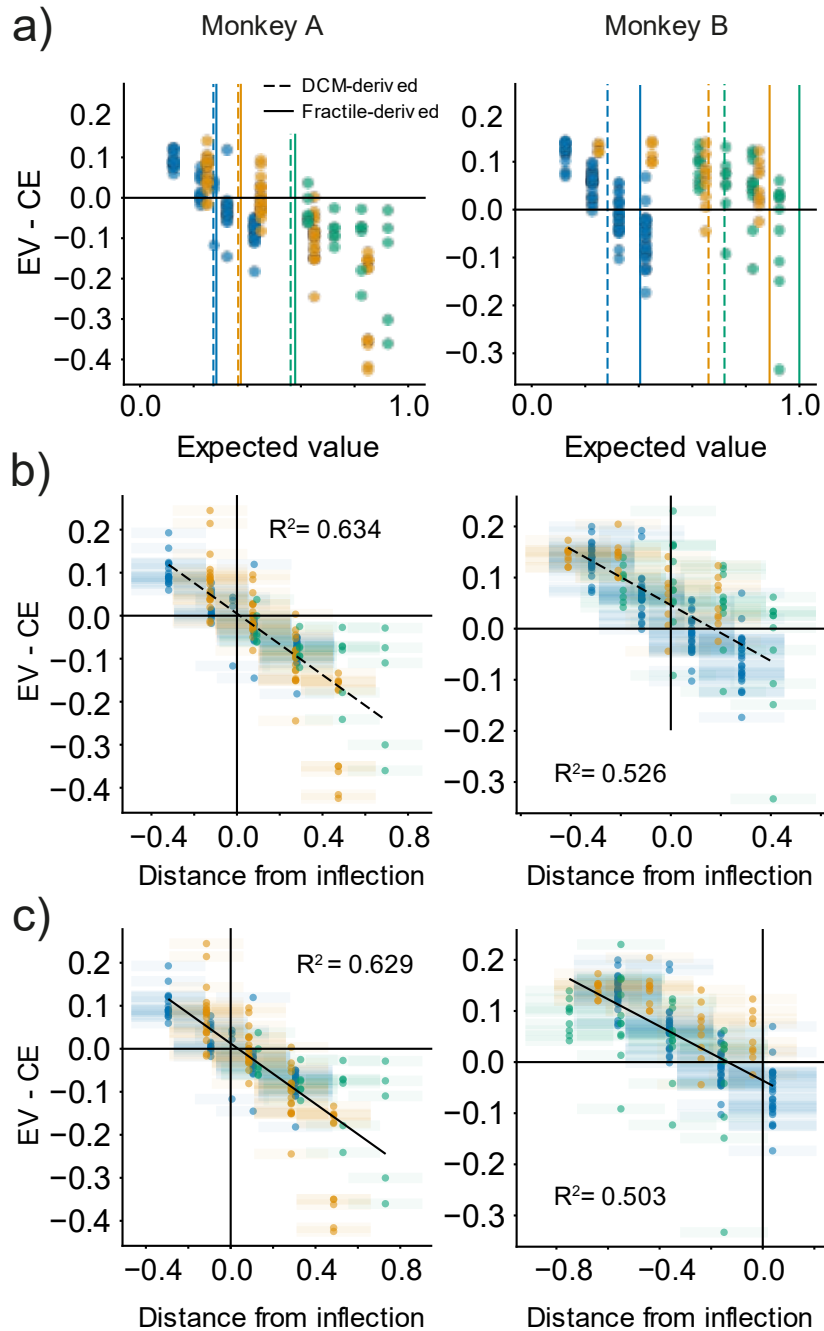 a)
Monkey A
Monkey B
DCM-derived
Fractile-derived
EV - CE
0.2
0.1
0.0
−0.1
−0.2
−0.3
−0.4
0.0
1.0
Expected value
0.2
0.1
0.0
−0.1
−0.2
−0.3
0.0
1.0
Expected value
b)
EV - CE
0.2
0.1
0.0
−0.1
−0.2
−0.3
−0.4
R²= 0.634
−0.4
0.0
0.4
0.8
Distance from inflection
0.2
0.1
0.0
−0.1
−0.2
−0.3
R²= 0.526
−0.4
0.0
0.4
Distance from inflection
c)
EV - CE
0.2
0.1
0.0
−0.1
−0.2
−0.3
−0.4
R² = 0.629
−0.4
0.0
0.4
0.8
Distance from inflection
0.2
0.1
0.0
−0.1
−0.2
−0.3
R²= 0.503
−0.8
−0.4
0.0
Distance from inflection